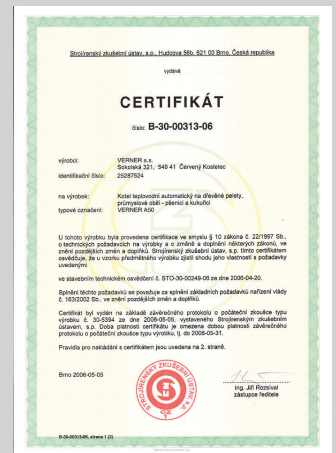 Strojírenský zkušební ústav, s.p., Hudcova 56b, 621 00 Brno, Česká republika
vydává
CERTIFIKÁT
číslo: B-30-00313-06
výrobci: VERNER a.s.
Sokolská 321, 549 41 Červený Kostelec
identifikační číslo: 25287524
na výrobek: Kotel teplovodní automatický na dřevěné pelety,
průmyslové obilí - pšenici a kukuřici
typové označení: VERNER A50
U tohoto výrobku byla provedena certifikace ve smyslu § 10 zákona č. 22/1997 Sb.,
o technických požadavcích na výrobky a o změně a doplnění některých zákonů, ve
znění pozdějších změn a doplňků. Strojírenský zkušební ústav, s.p. tímto certifikátem
osvědčuje, že u vzorku předmětného výrobku zjistil shodu jeho vlastností s požadavky
uvedenými
ve stavebním technickém osvědčení č. STO-30-00249-06 ze dne 2006-04-20.
Splnění těchto požadavků se považuje za splnění základních požadavků nařízení vlády
č. 163/2002 Sb., ve znění pozdějších změn a doplňků.
Certifikát byl vydán na základě závěrečného protokolu o počáteční zkoušce typu
výrobku č. 30-5394 ze dne 2006-05-05, vystaveného Strojírenským zkušebním
ústavem, s.p. Doba platnosti certifikátu je omezena dobou platnosti závěrečného
protokolu o počáteční zkoušce typu výrobku, tj. do 2008-05-31.
Pravidla pro nakládání s certifikátem jsou uvedena na 2. straně.
Brno 2006-05-05
STROJÍRENSKÝ ZKUŠEBNÍ ÚSTAV, s.p.
Ing. Jiří Rozsíval
zástupce ředitele
B-30-00313-06, strana 1 (2)